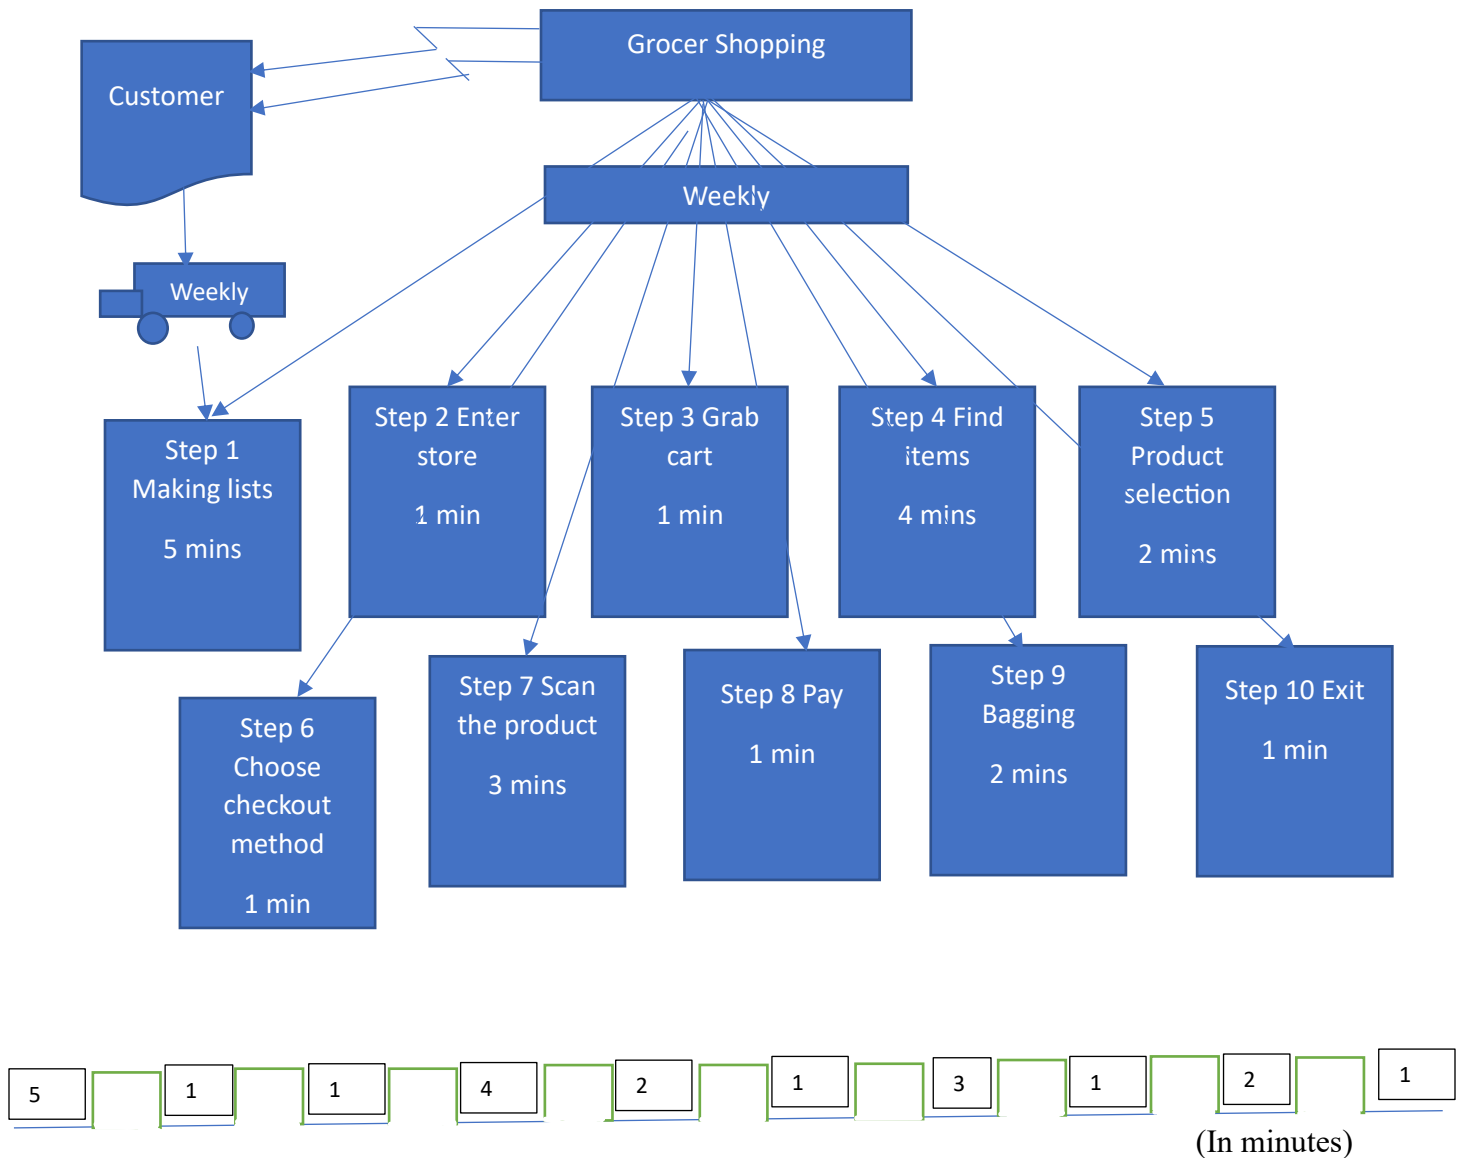 Grocer Shopping
Customer
Weekly
Weekly
Step 1
Making lists
5 mins
Step 2 Enter
store
1 min
Step 3 Grab
cart
1 min
Step 4 Find
items
4 mins
Step 5
Product
selection
2 mins
Step 6
Choose
checkout
method
1 min
Step 7 Scan
the product
3 mins
Step 8 Pay
1 min
Step 9
Bagging
2 mins
Step 10 Exit
1 min
5 1 1 4 2 1 3 1 2 1
(In minutes)